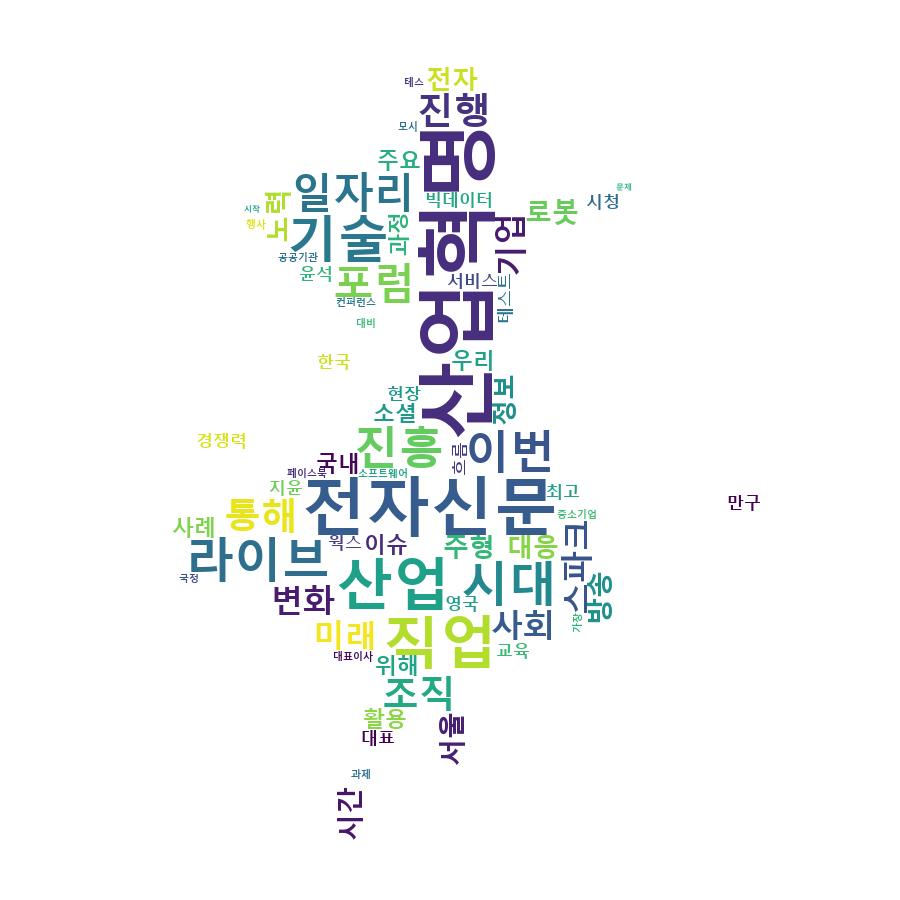 테스
전자
진행
모시
산업혁명
주요
일자리
빅데이터
문제
노력
시청
로봇
시작
행사
기술
과정
기업
공공기관
윤석
포럼
서비스
테스트
컨퍼런스
대비
한국
우리
현장
정보
소셜
경쟁력
진흥
이번
흐름
국내
페이스북
소프트웨어
지윤
최고
만구
전자신문
통해
중소기업
사례
웍스
이슈
주형
대응
스파크
라이브
국정
산업
시대
변화
영국
방송
가장
미래
직업
사회
대표이사
위해
교육
조직
활용
서울
대표
과제
시간